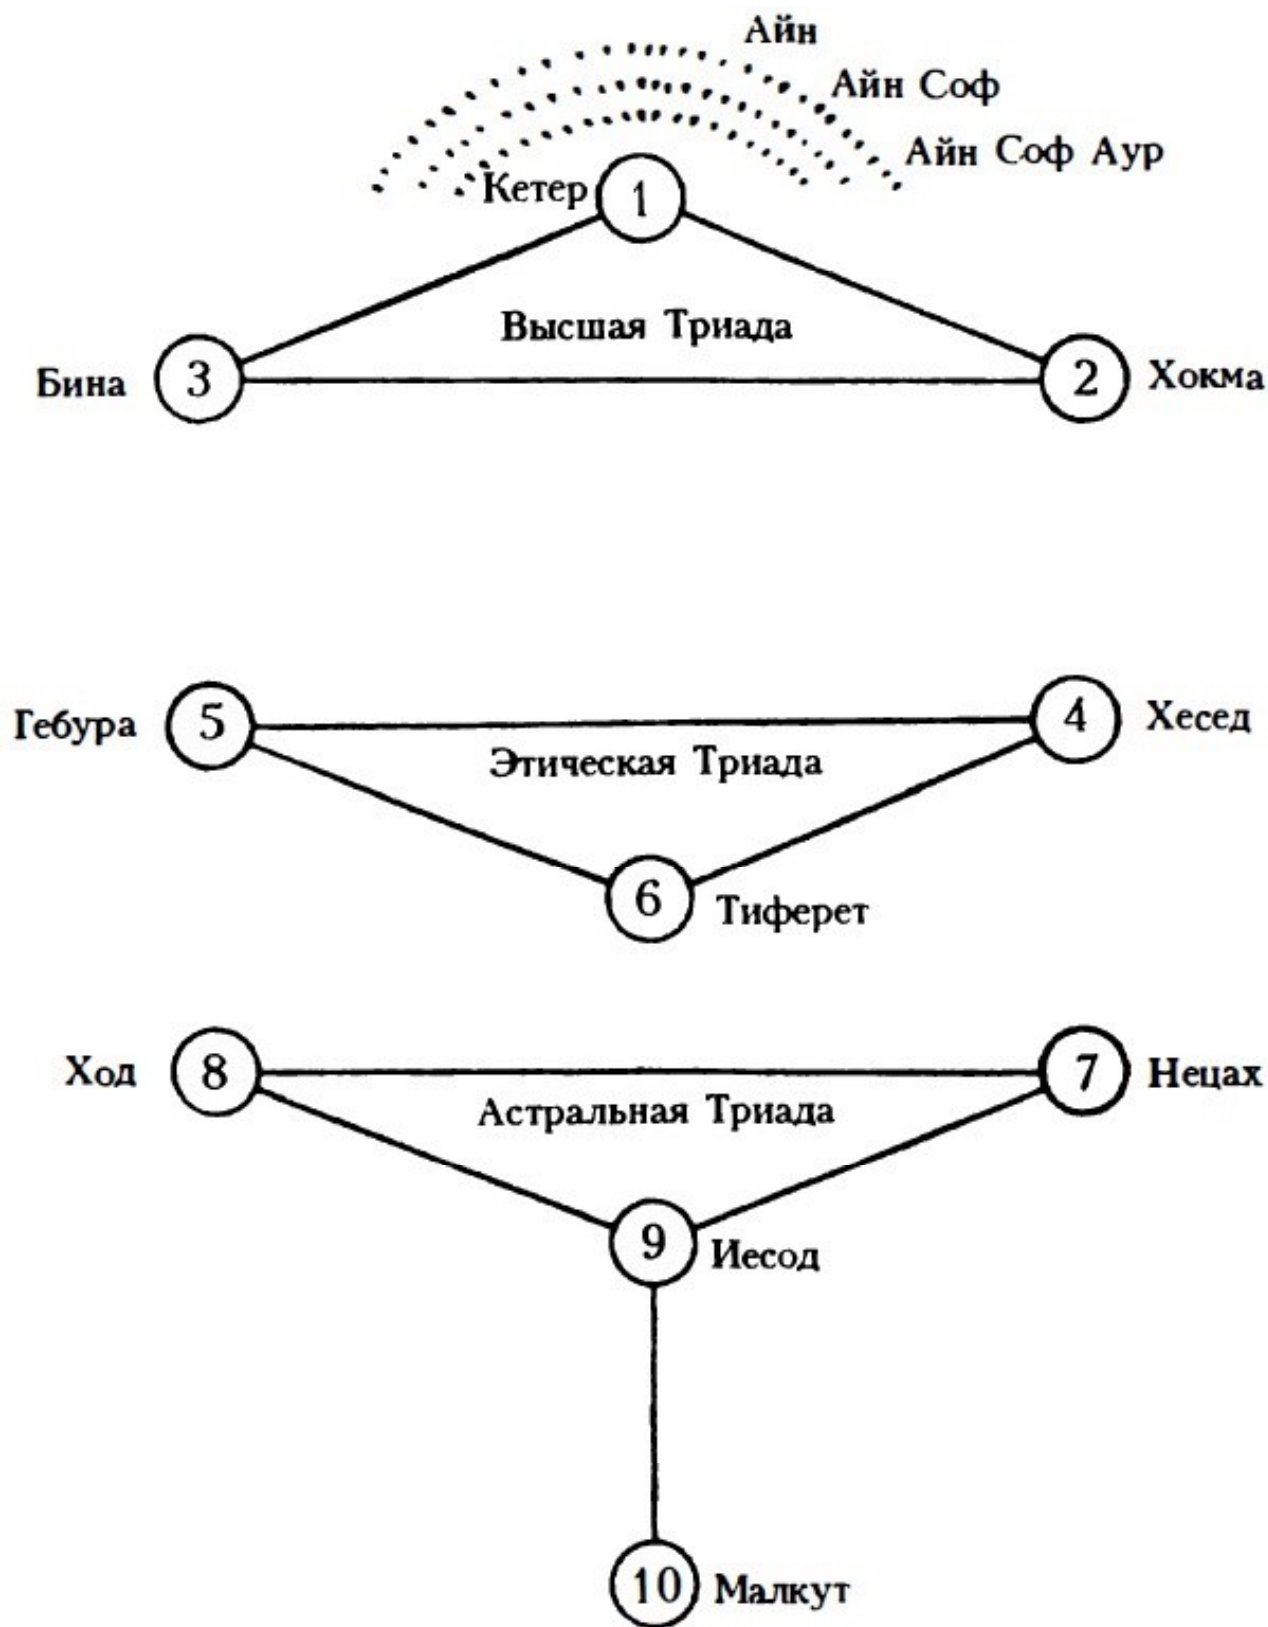 Айн
Айн Соф
Айн Соф Аур
Кетер 1
Высшая Триада
Бина 3 2 Хокма
Гебура 5 4 Хесед
Этическая Триада
6 Тиферет
Ход 8 7 Нецах
Астральная Триада
9 Иесод
10 Малкут